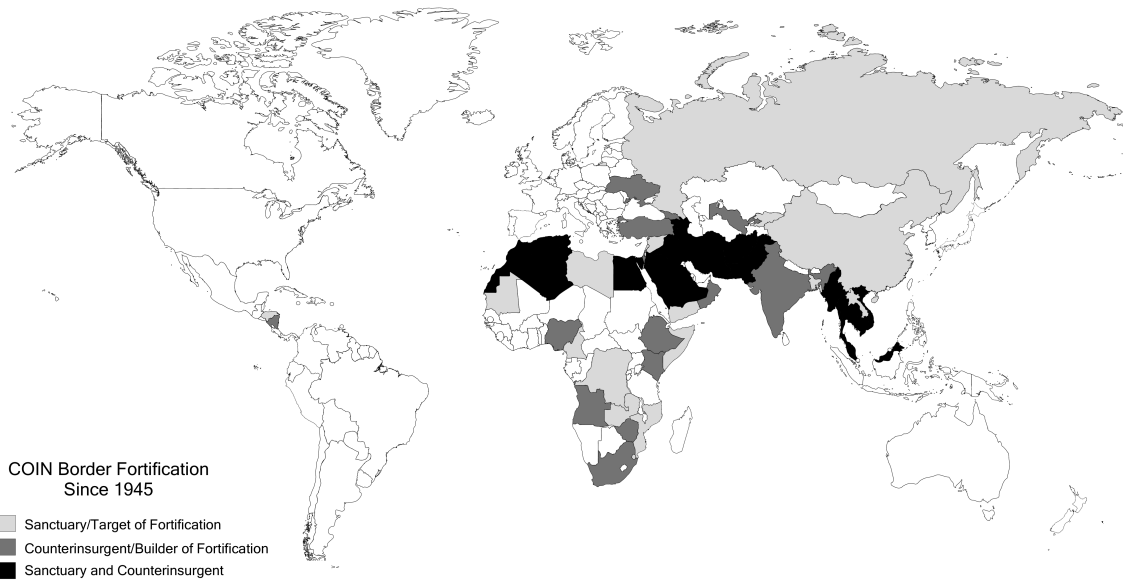 COIN Border Fortification
Since 1945
Sanctuary/Target of Fortification
Counterinsurgent/Builder of Fortification
Sanctuary and Counterinsurgent